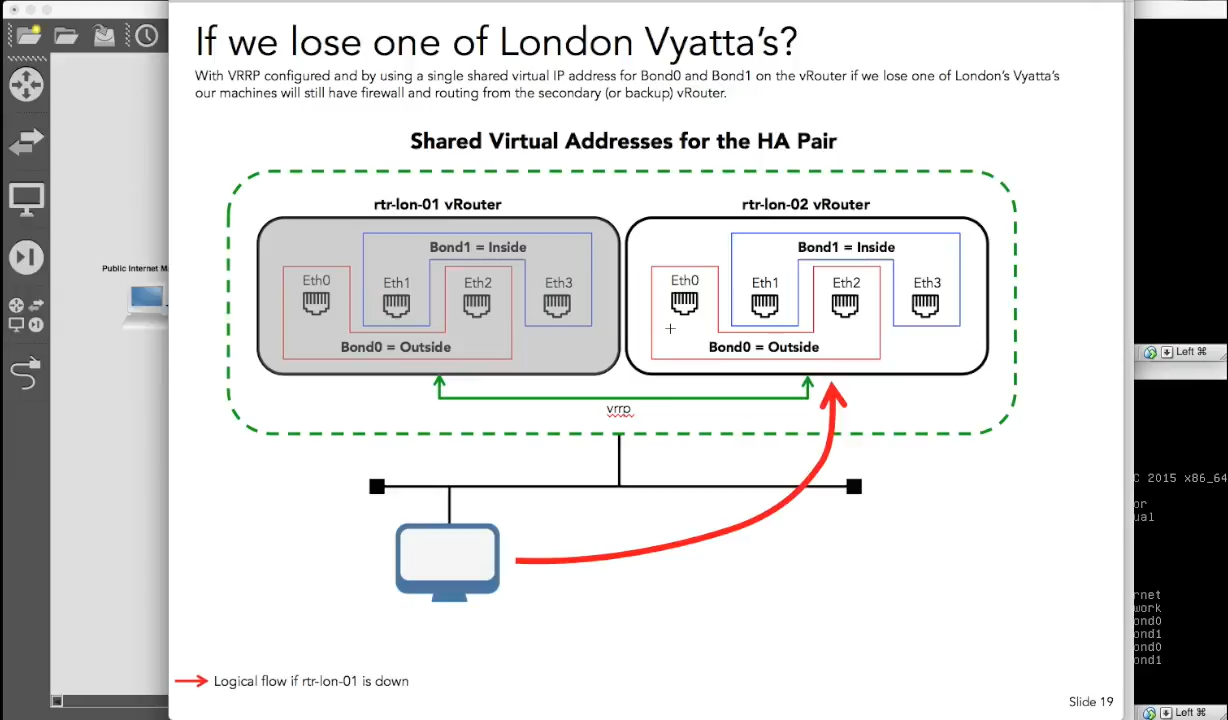 If we lose one of London Vyatta's?
With VRRP configured and by using a single shared virtual IP address for Bond0 and Bond1 on the vRouter if we lose one of London's Vyatta's
our machines will still have firewall and routing from the secondary (or backup) vRouter.
Shared Virtual Addresses for the HA Pair
rtr-lon-01 vRouter
rtr-lon-02 vRouter
Bond1 = Inside
Bond1 = Inside
Eth0
Eth1
Eth2
Eth3
Eth0
Eth1
Eth2
Eth3
Bond0 = Outside
Bond0 = Outside
vrrp
Public Internet M
Logical flow if rtr-lon-01 is down
Slide 19
Left ⌘
C 2015 x86_64
or
ual
rnet
work
ond0
ond1
ond0
ond1
Left ⌘